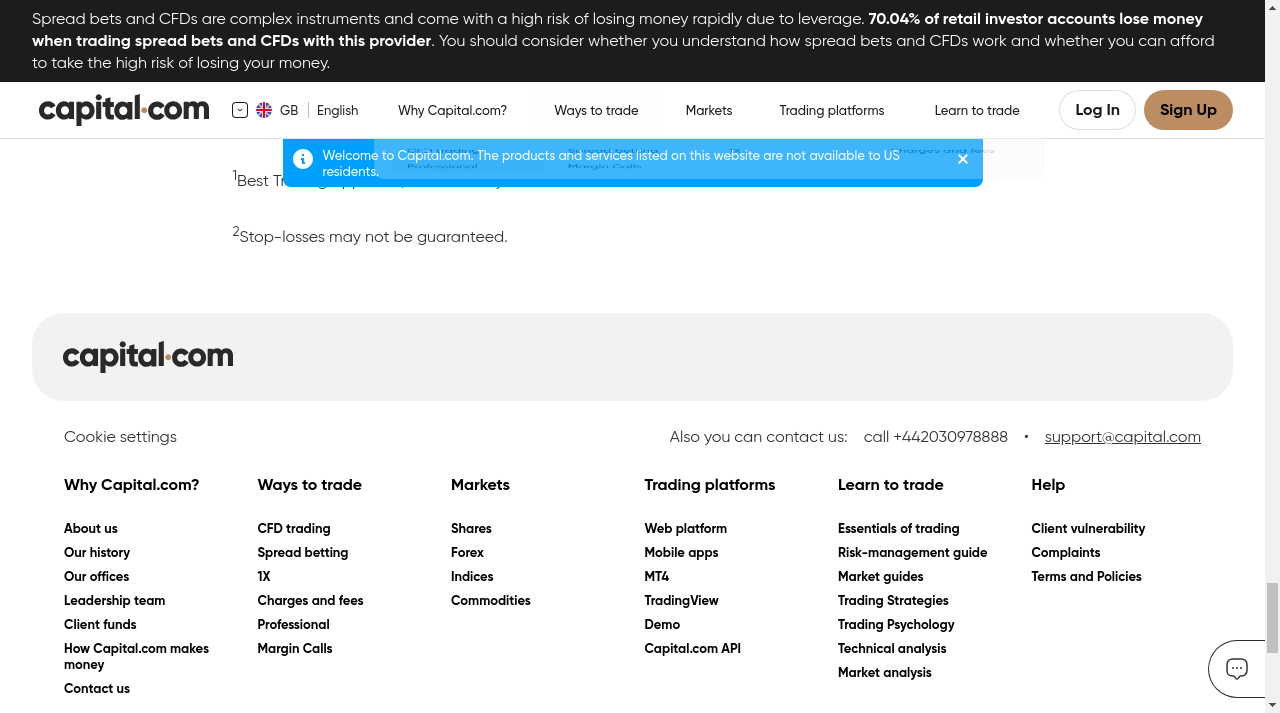 Spread bets and CFDs are complex instruments and come with a high risk of losing money rapidly due to leverage. 70.04% of retail investor accounts lose money
when trading spread bets and CFDs with this provider. You should consider whether you understand how spread bets and CFDs work and whether you can afford
to take the high risk of losing your money.
capital.com
GB English
Why Capital.com?
Ways to trade
Markets
Trading platforms
Learn to trade
Log In
Sign Up
Welcome to Capital.com. The products and services listed on this website are not available to US
residents.
Charges and fees
Professional
Margin Calls
1Best
2Stop-losses may not be guaranteed.
capital.com
Cookie settings
Also you can contact us: call +442030978888 • support@capital.com
Why Capital.com?
About us
Our history
Our offices
Leadership team
Client funds
How Capital.com makes
money
Contact us
Ways to trade
CFD trading
Spread betting
1X
Charges and fees
Professional
Margin Calls
Markets
Shares
Forex
Indices
Commodities
Trading platforms
Web platform
Mobile apps
MT4
TradingView
Demo
Capital.com API
Learn to trade
Essentials of trading
Risk-management guide
Market guides
Trading Strategies
Trading Psychology
Technical analysis
Market analysis
Help
Client vulnerability
Complaints
Terms and Policies